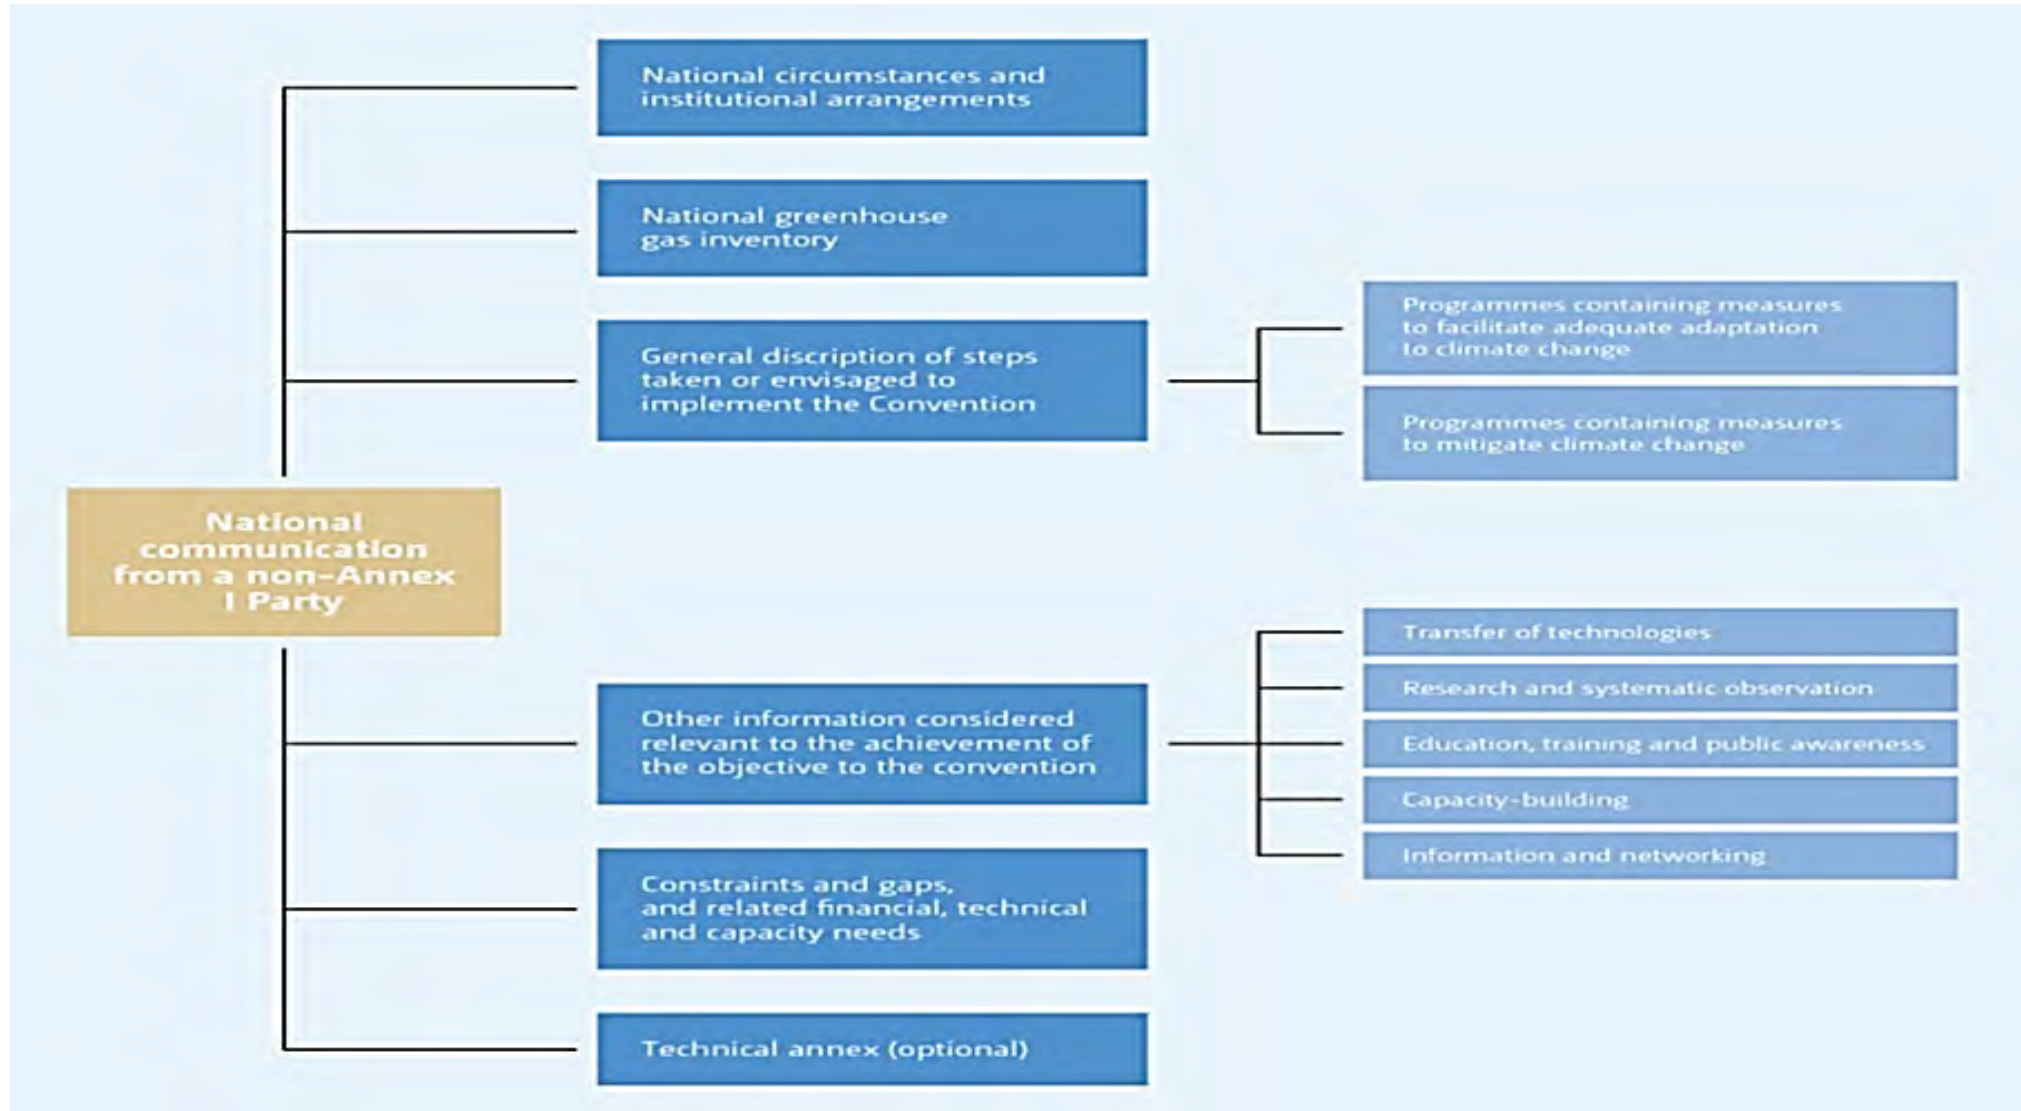 National circumstances and
institutional arrangements
National greenhouse
gas inventory
General discription of steps
taken or envisaged to
implement the Convention
Programmes containing measures
to facilitate adequate adaptation
to climate change
Programmes containing measures
to mitigate climate change
National
communication
from a non-Annex
I Party
Other information considered
relevant to the achievement of
the objective to the convention
Transfer of technologies
Research and systematic observation
Education, training and public awareness
Capacity-building
Information and networking
Constraints and gaps,
and related financial, technical
and capacity needs
Technical annex (optional)